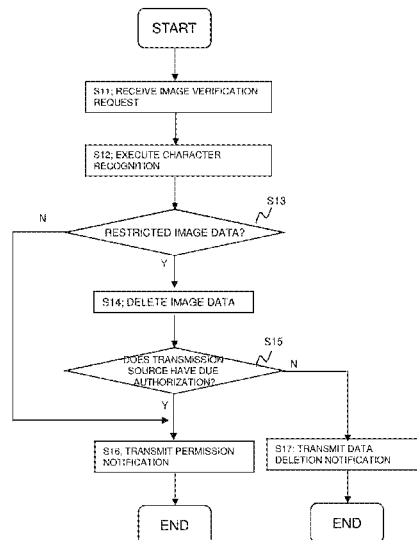 START
S11; RECEIVE IMAGE VERIFICATION
REQUEST
S12; EXECUTE CHARACTER
RECOGNITION
S13
N
RESTRICTED IMAGE DATA?
Y
S14; DELETE IMAGE DATA
S15
DOES TRANSMISSION
SOURCE HAVE DUE
AUTHORIZATION?
N
Y
S16; TRANSMIT PERMISSION
NOTIFICATION
S17; TRANSMIT DATA
DELETION NOTIFICATION
END
END